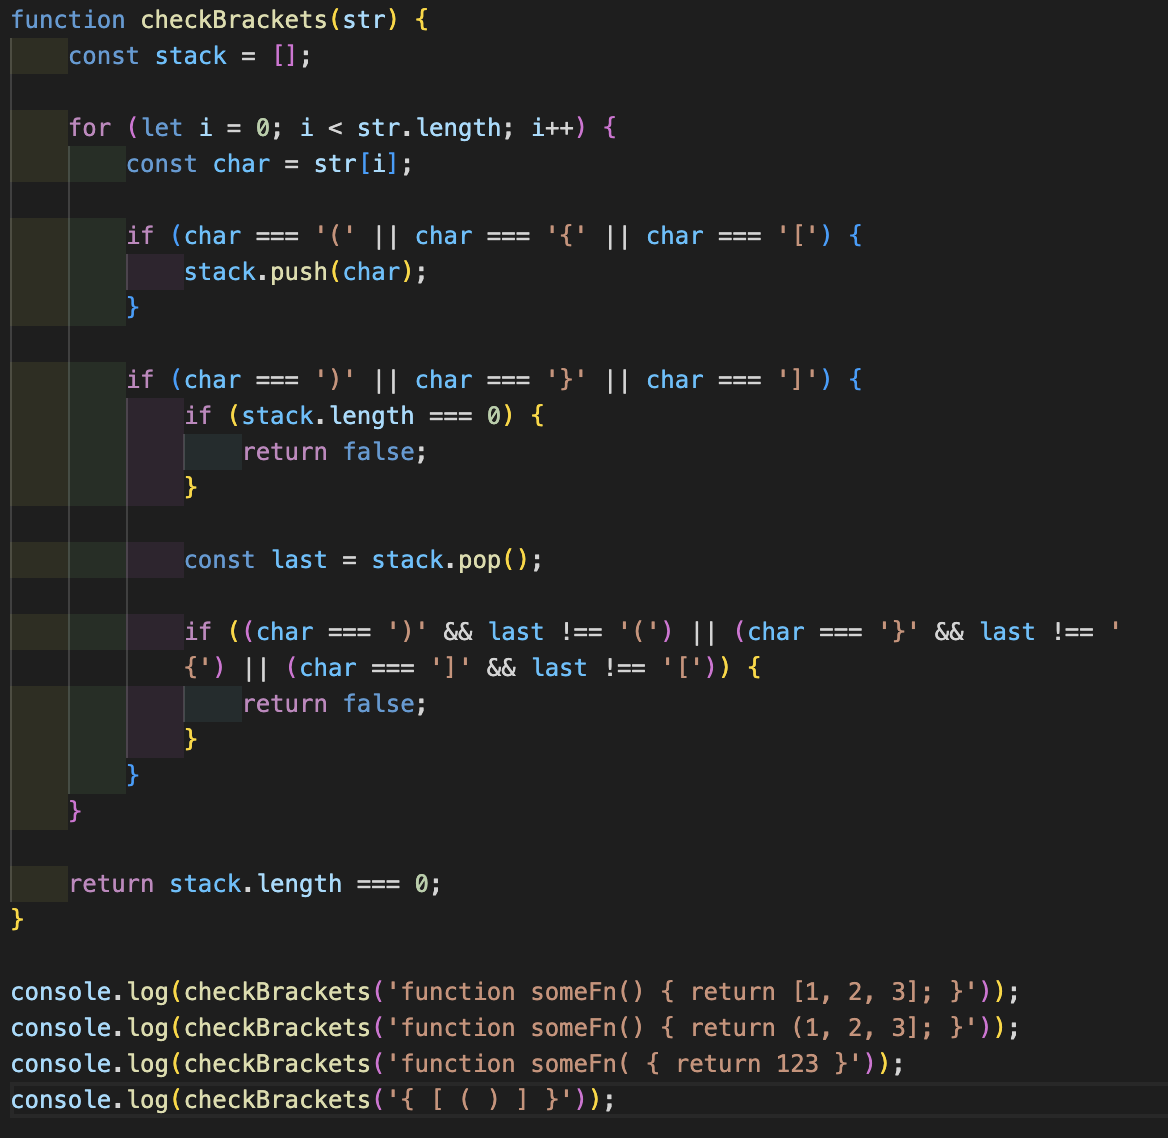 function checkBrackets(str) {
    const stack = [];

    for (let i = 0; i < str.length; i++) {
        const char = str[i];

        if (char === '(' || char === '{' || char === '[') {
            stack.push(char);
        }

        if (char === ')' || char === '}' || char === ']') {
            if (stack.length === 0) {
                return false;
            }

            const last = stack.pop();

            if ((char === ')' && last !== '(') || (char === '}' && last !== '
            {') || (char === ']' && last !== '[')) {
                return false;
            }
        }
    }

    return stack.length === 0;
}

console.log(checkBrackets('function someFn() { return [1, 2, 3]; }'));
console.log(checkBrackets('function someFn() { return (1, 2, 3]; }'));
console.log(checkBrackets('function someFn( { return 123 }'));
console.log(checkBrackets('{ [ ( ) ] }'));